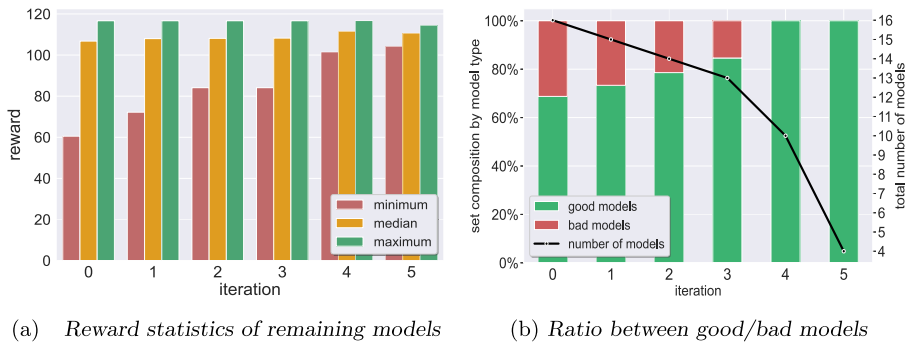 120
100
80
60
40
20
0
reward
minimum
median
maximum
0 1 2 3 4 5
iteration
(a) Reward statistics of remaining models
100%
80%
60%
40%
20%
0%
set composition by model type
good models
bad models
number of models
0 1 2 3 4 5
iteration
16
15
14
13
12
10
9
8
7
6
5
4
total number of models
(b) Ratio between good/bad models